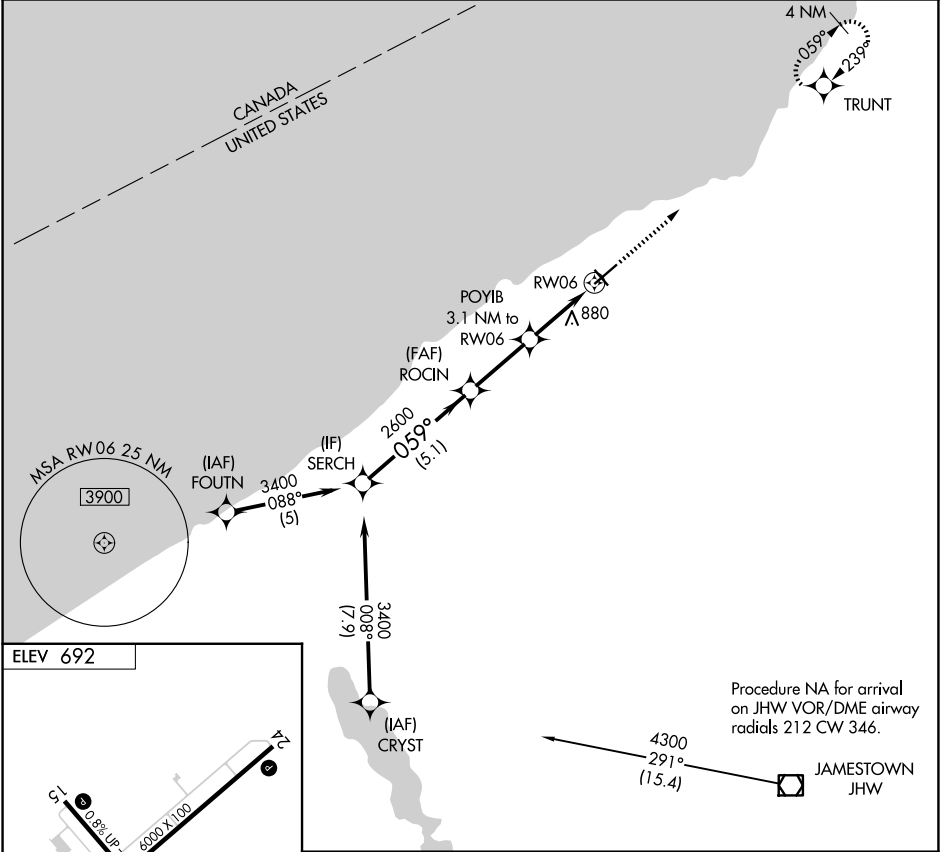 4 NM
059°
239°
TRUNT
CANADA
UNITED STATES
RW06
POYIB
3.1 NM to
RW06
880
(FAF)
ROCIN
2600
059°
(5.1)
(IF)
SERCH
(IAF)
FOUTN
3400
088°
(5)
MSA RW06 25 NM
3900
3400
008°
(7.9)
(IAF)
CRYST
Procedure NA for arrival
on JHW VOR/DME airway
radials 212 CW 346.
4300
291°
(15.4)
JAMESTOWN
JHW
ELEV 692
24
P
15
P
0.8% UP
6000 X 100